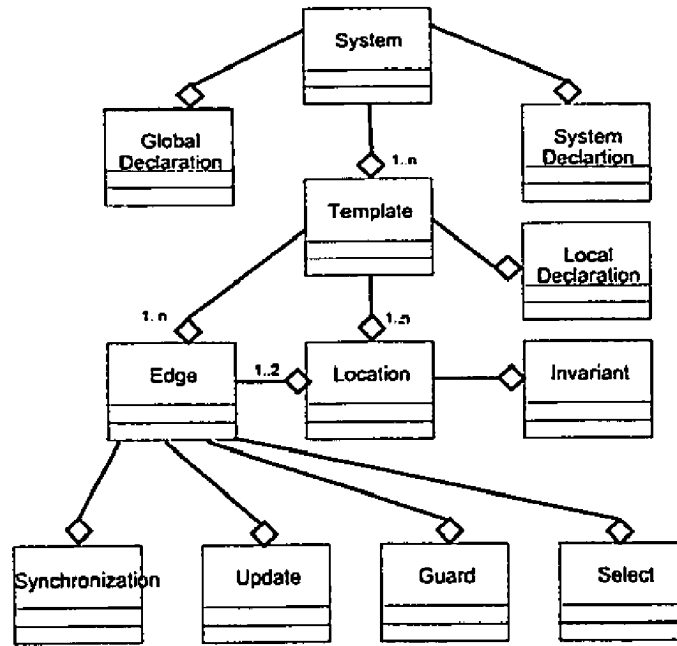 System
Global
Declaration
System
Declartion
1..n
Template
Local
Declaration
1..n
1..n
Edge
1..2
Location
Invariant
Synchronization
Update
Guard
Select